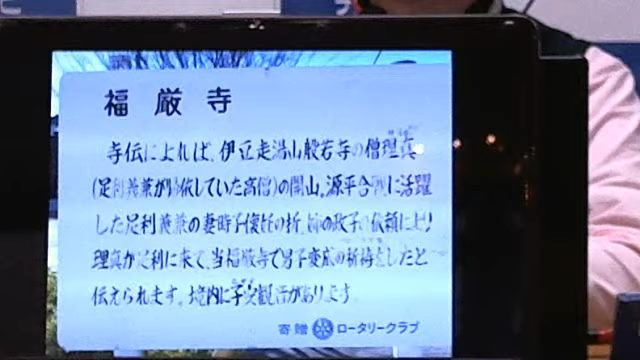 福厳寺
寺伝によれば、伊豆走湯山般若寺の僧理真
(足利義兼が帰依していた高僧)の開山。源平合戦に活躍
した足利義兼の妻時子懐妊の折、姉の政子の依頼により
理真が足利に来て、当福厳寺で男子変成の祈祷をしたと
伝えられます。境内に子安観音があります。
寄贈 ロータリークラブ